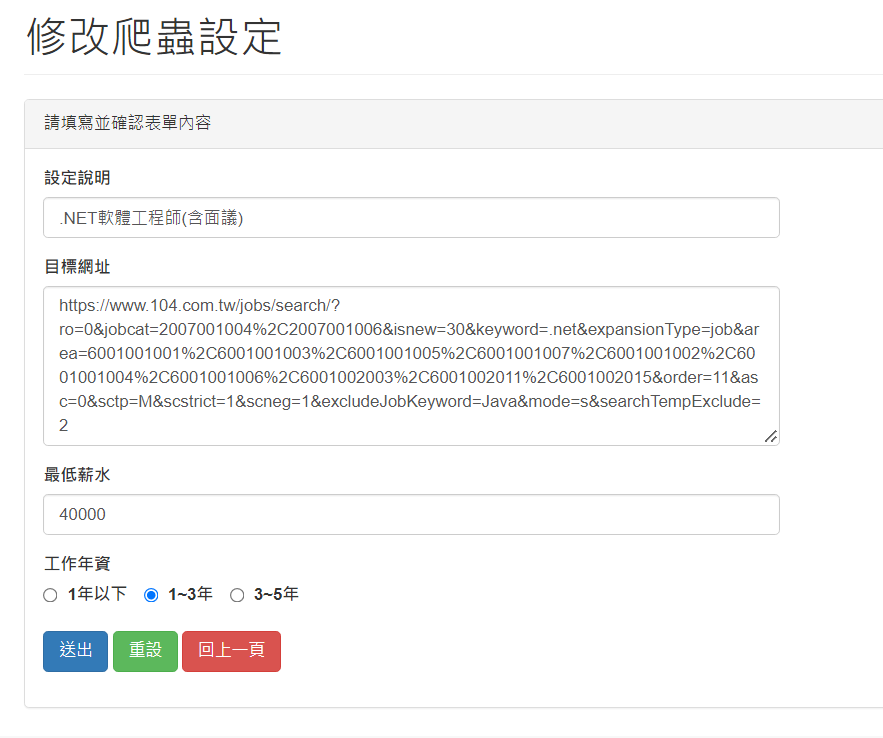 修改爬蟲設定
請填寫並確認表單內容
設定說明
.NET軟體工程師(含面議)
目標網址
https://www.104.com.tw/jobs/search/?
ro=0&jobcat=2007001004%2C2007001006&isnew=30&keyword=.net&expansionType=job&ar
ea=6001001001%2C6001001003%2C6001001005%2C6001001007%2C6001001002%2C60
01001004%2C6001001006%2C6001002003%2C6001002011%2C6001002015&order=11&as
c=0&sctp=M&scstrict=1&scneg=1&excludeJobKeyword=Java&mode=s&searchTempExclude=
2
最低薪水
40000
工作年資
1年以下 1~3年 3~5年
送出 重設 回上一頁